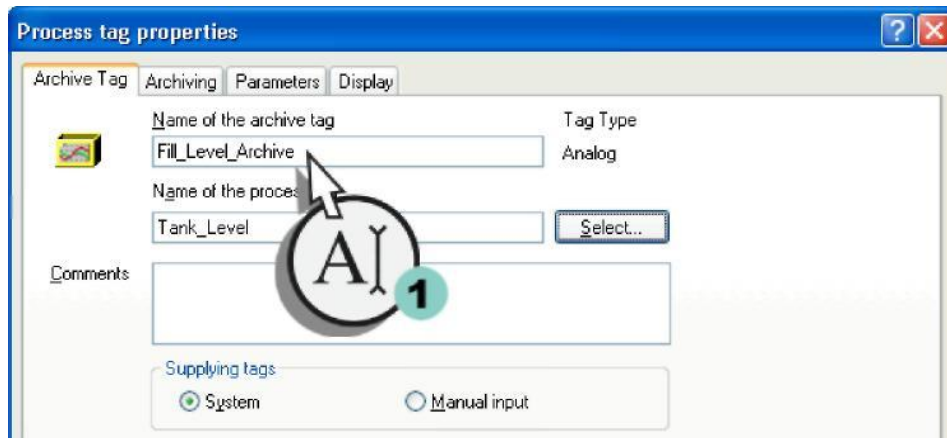 Process tag properties
Archive Tag Archiving Parameters Display
Name of the archive tag Tag Type
Fill_Level_Archive Analog
Name of the proces
Tank_Level Select...
A 1
Comments
Supplying tags
System Manual input